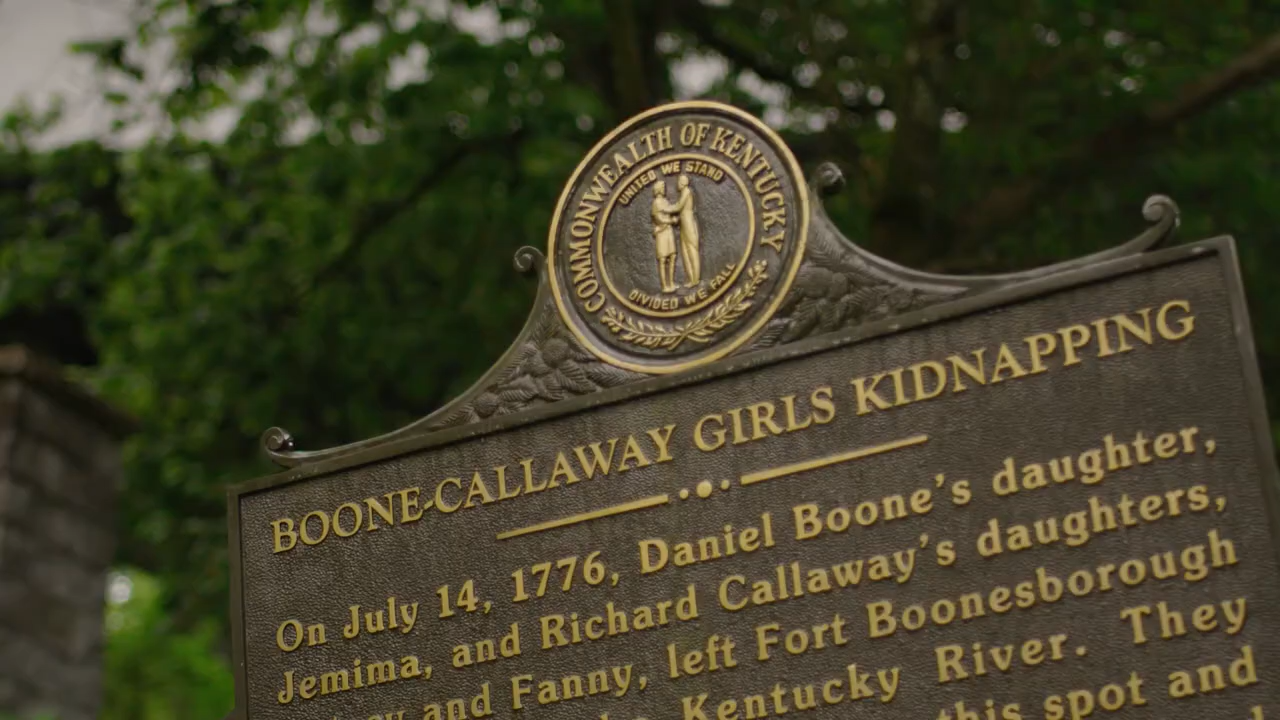 COMMONWEALTH OF KENTUCKY
UNITED WE STAND
DIVIDED WE FALL
BOONE-CALLAWAY GIRLS KIDNAPPING
On July 14, 1776, Daniel Boone's daughter,
Jemima, and Richard Callaway's daughters,
and Fanny, left Fort Boonesborough
Kentucky River. They
this spot and